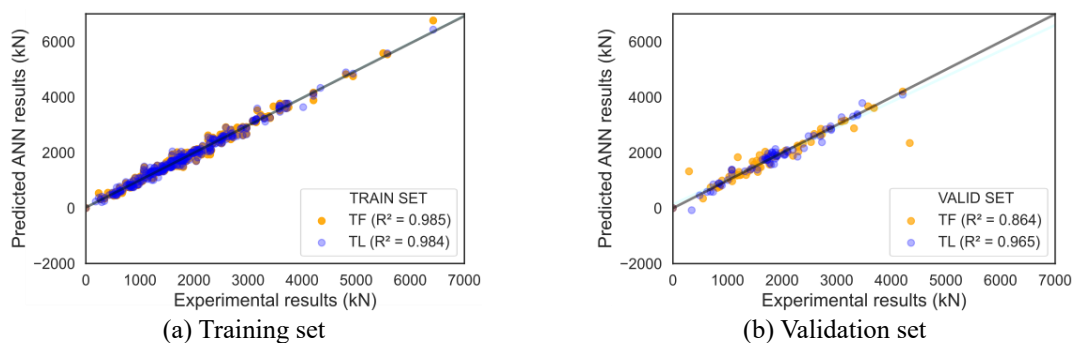 6000
4000
2000
0
−2000
Predicted ANN results (kN)
TRAIN SET
TF (R² = 0.985)
TL (R² = 0.984)
0 1000 2000 3000 4000 5000 6000 7000
Experimental results (kN)
(a) Training set
6000
4000
2000
0
−2000
Predicted ANN results (kN)
VALID SET
TF (R² = 0.864)
TL (R² = 0.965)
0 1000 2000 3000 4000 5000 6000 7000
Experimental results (kN)
(b) Validation set